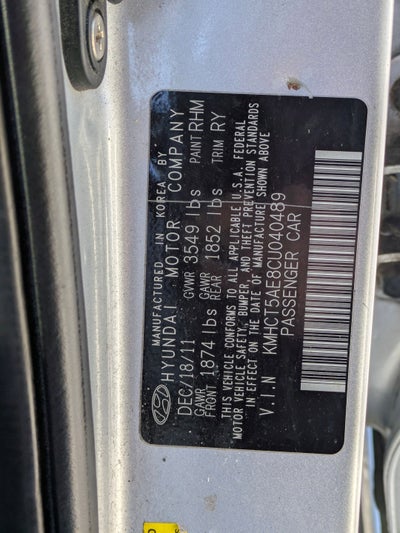 MANUFACTURED IN KOREA BY
HYUNDAI MOTOR COMPANY
DEC/18/11 GVWR 3549 lbs PAINT RHM
GAWR FRONT 1874 lbs GAWR REAR 1852 lbs TRIM RY
THIS VEHICLE CONFORMS TO ALL APPLICABLE U.S.A. FEDERAL
MOTOR VEHICLE SAFETY, BUMPER, AND THEFT PREVENTION STANDARDS
IN EFFECT ON THE DATE OF MANUFACTURE SHOWN ABOVE
V.I.N KMHCT5AE8CU040489
PASSENGER CAR